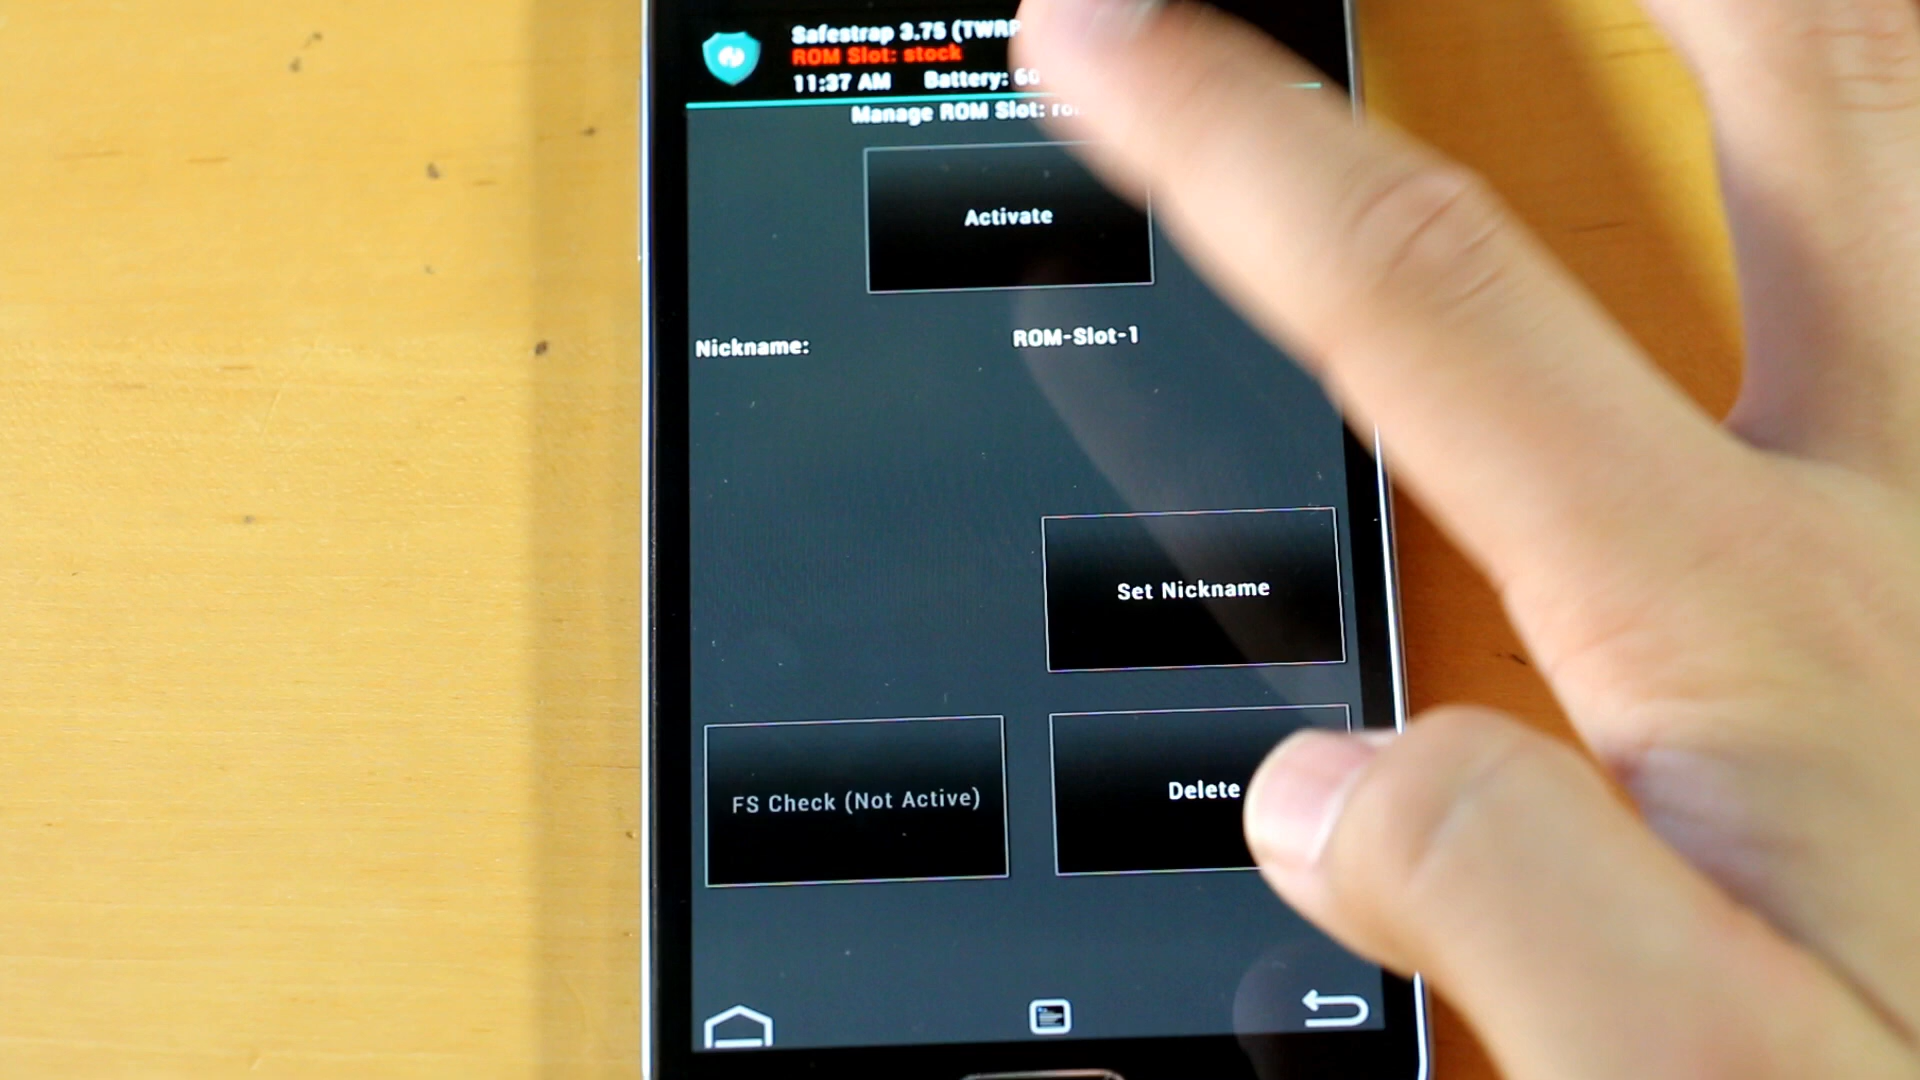 Safestrap 3.75 (TWRP
ROM Slot: stock
11:37 AM Battery: 60
Manage ROM Slot:
Activate
Nickname: ROM-Slot-1
Set Nickname
FS Check (Not Active)
Delete